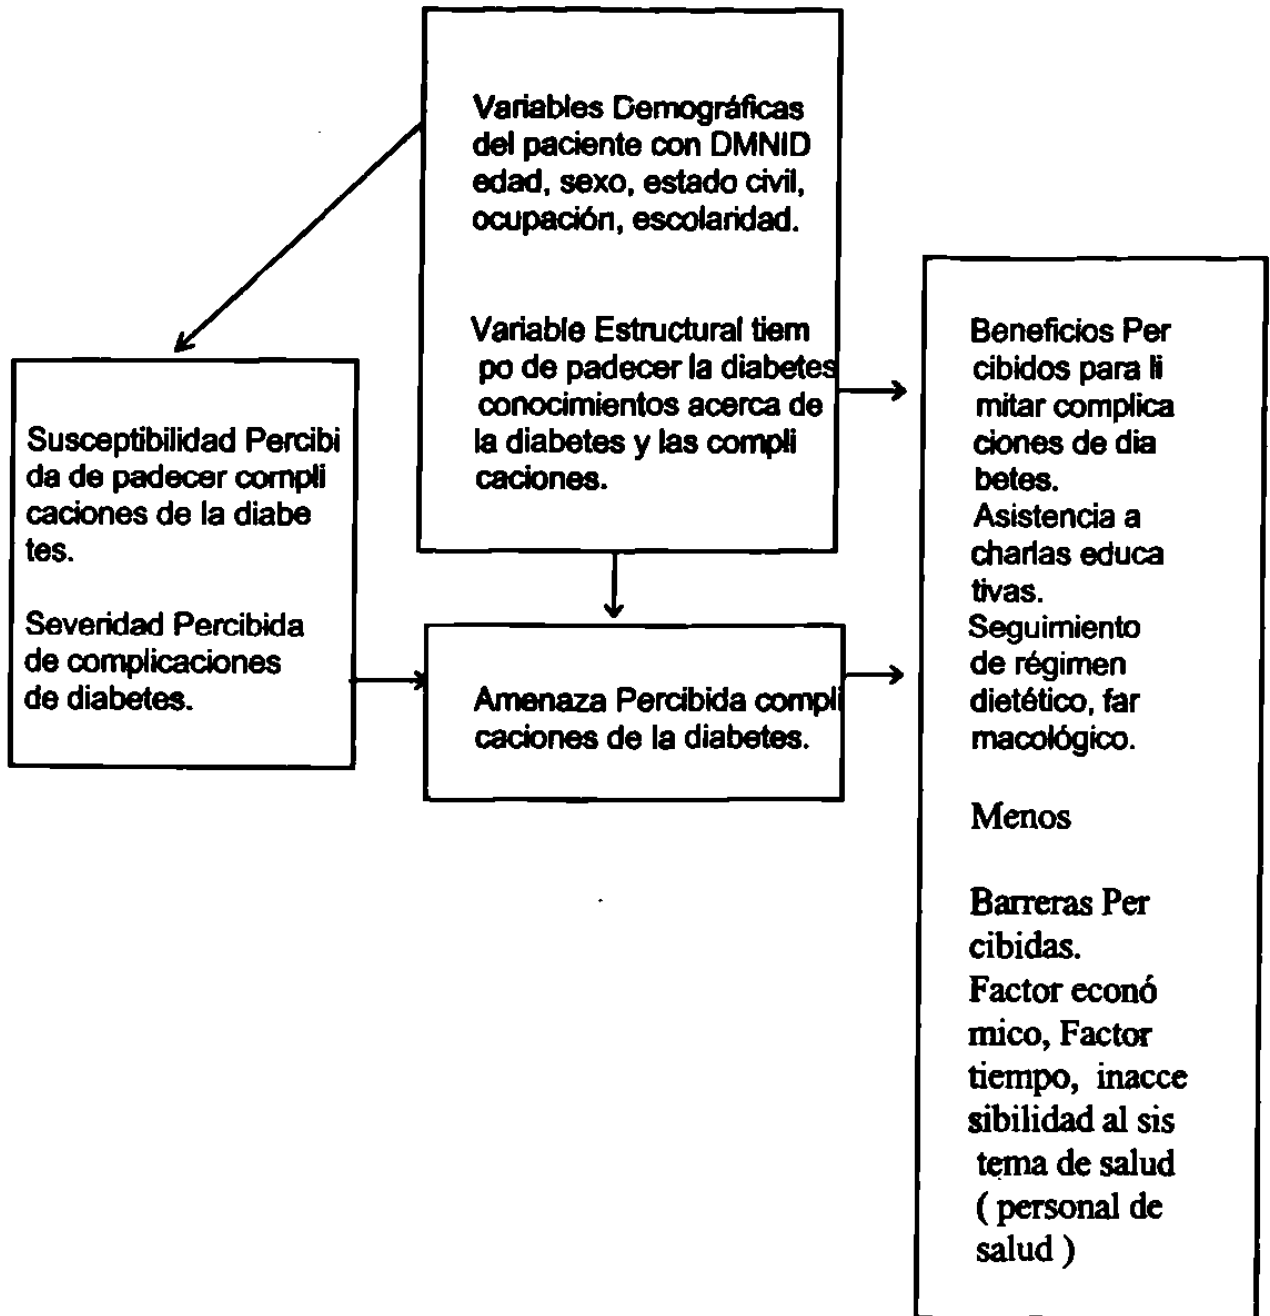 Variables Demográficas
del paciente con DMNID
edad, sexo, estado civil,
ocupación, escolaridad.
Variable Estructural tiem
po de padecer la diabetes
conocimientos acerca de
la diabetes y las compli
caciones.
Susceptibilidad Percibi
da de padecer compli
caciones de la diabe
tes.
Severidad Percibida
de complicaciones
de diabetes.
Amenaza Percibida compli
caciones de la diabetes.
Beneficios Per
cibidos para li
mitar complica
ciones de dia
betes.
Asistencia a
charlas educa
tivas.
Seguimiento
de régimen
dietético, far
macológico.
Menos
Barreras Per
cibidas.
Factor econó
mico, Factor
tiempo, inacce
sibilidad al sis
tema de salud
( personal de
salud )